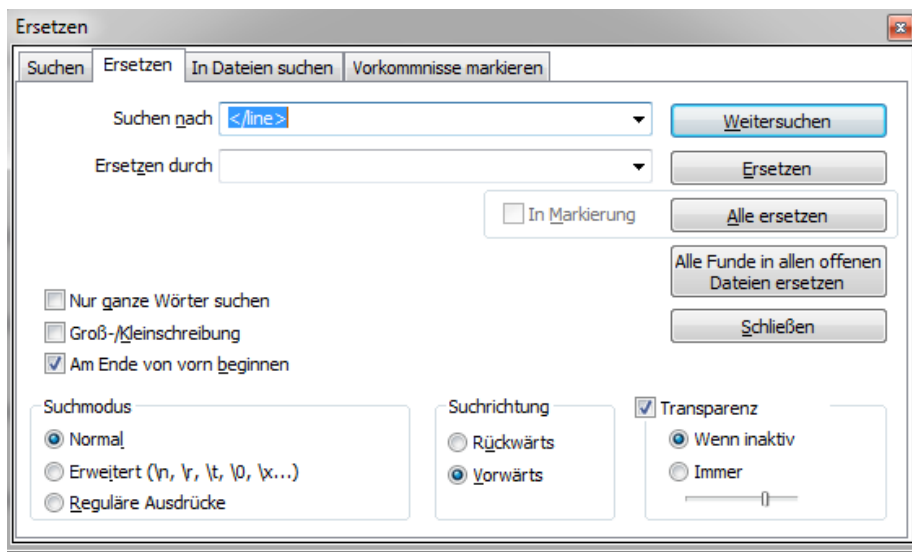 Ersetzen
Suchen
Ersetzen
In Dateien suchen
Vorkommnisse markieren
Suchen nach
</line>
Weitersuchen
Ersetzen durch
Ersetzen
In Markierung
Alle ersetzen
Alle Funde in allen offenen
Dateien ersetzen
Nur ganze Wörter suchen
Groß-/Kleinschreibung
Schließen
Am Ende von vorn beginnen
Suchmodus
Normal
Erweitert (\n, \r, \t, \0, \x...)
Reguläre Ausdrücke
Suchrichtung
Rückwärts
Vorwärts
Transparenz
Wenn inaktiv
Immer